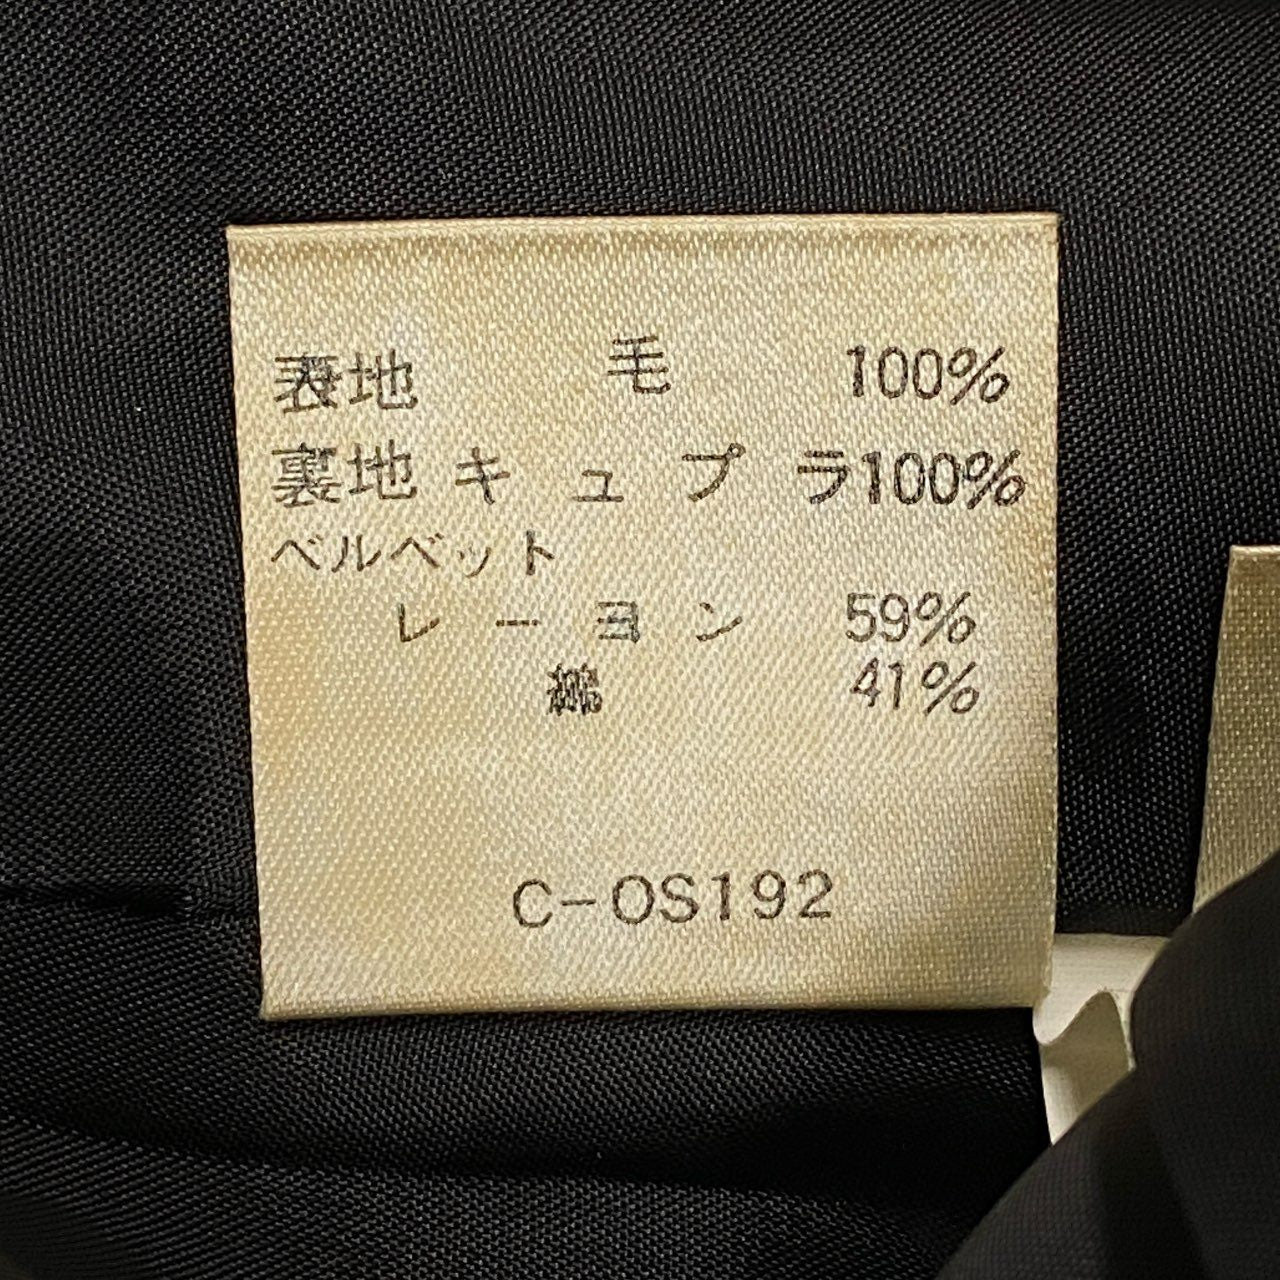 表地 毛 100%
裏地 キュプラ100%
ベルベット
レーヨン 59%
綿 41%
C-OS192